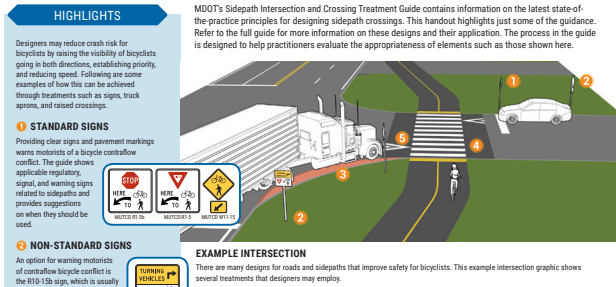 HIGHLIGHTS
Designers may reduce crash risk for
bicyclists by raising the visibility of bicyclists
going in both directions, establishing priority,
and reducing speed. Following are some
examples of how this can be achieved
through treatments such as signs, truck
aprons, and raised crossings.
1 STANDARD SIGNS
Providing clear signs and pavement markings
warns motorists of a bicycle contraflow
conflict. The guide shows
applicable regulatory,
signal, and warning signs
related to sidepaths and
provides suggestions
on when they should be
used.
STOP
HERE
TO
MUTCD R1-5b
HERE
TO
MUTCD R1-5
MUTCD W11-15
2 NON-STANDARD SIGNS
An option for warning motorists
of contraflow bicycle conflict is
the R10-15b sign, which is usually
TURNING
VEHICLES
MDOT's Sidepath Intersection and Crossing Treatment Guide contains information on the latest state-of-
the-practice principles for designing sidepath crossings. This handout highlights just some of the guidance.
Refer to the full guide for more information on these designs and their application. The process in the guide
is designed to help practitioners evaluate the appropriateness of elements such as those shown here.
1
2
5
4
3
2
EXAMPLE INTERSECTION
There are many designs for roads and sidepaths that improve safety for bicyclists. This example intersection graphic shows
several treatments that designers may employ.